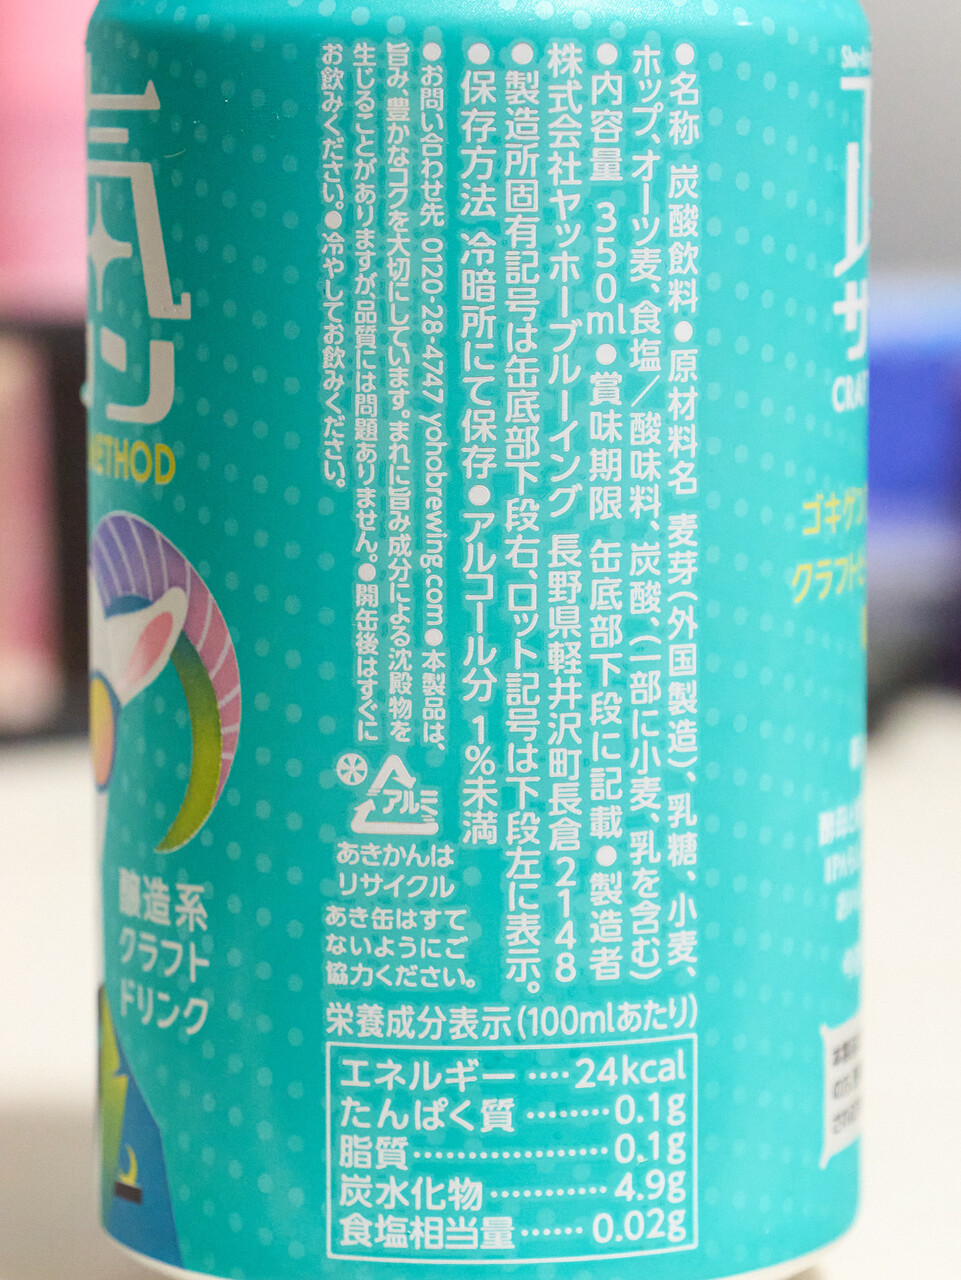 ●名称 炭酸飲料●原材料名 麦芽(外国製造)、乳糖、小麦、
ホップ、オーツ麦、食塩/酸味料、炭酸、(一部に小麦、乳を含む)
●内容量 350ml●賞味期限 缶底部下段に記載●製造者
株式会社ヤッホーブルーイング 長野県軽井沢町長倉2148
●製造所固有記号は缶底部下段右、ロット記号は下段左に表示。
●保存方法 冷暗所にて保存●アルコール分 1%未満
●お問い合わせ先 0120-28-4747 yohobrewing.com●本製品は、
旨み、豊かなコクを大切にしています。まれに旨み成分による沈殿物を
生じることがありますが品質には問題ありません。●開缶後はすぐに
お飲みください。●冷やしてお飲みください。
アルミ
あきかんは
リサイクル
あき缶はすて
ないようにご
協力ください。
栄養成分表示(100mlあたり)
エネルギー‥‥24kcal
たんぱく質‥‥‥‥0.1g
脂質‥‥‥‥‥‥‥‥0.1g
炭水化物‥‥‥‥‥4.9g
食塩相当量‥‥‥0.02g
METHOD
醸造系
クラフト
ドリンク